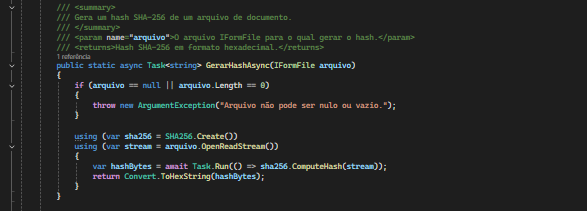 /// <summary>
/// Gera um hash SHA-256 de um arquivo de documento.
/// </summary>
/// <param name="arquivo">O arquivo IFormFile para o qual gerar o hash.</param>
/// <returns>Hash SHA-256 em formato hexadecimal.</returns>
1 referência
public static async Task<string> GerarHashAsync(IFormFile arquivo)
{
if (arquivo == null || arquivo.Length == 0)
{
throw new ArgumentException("Arquivo não pode ser nulo ou vazio.");
}
using (var sha256 = SHA256.Create())
using (var stream = arquivo.OpenReadStream())
{
var hashBytes = await Task.Run(() => sha256.ComputeHash(stream));
return Convert.ToHexString(hashBytes);
}
}